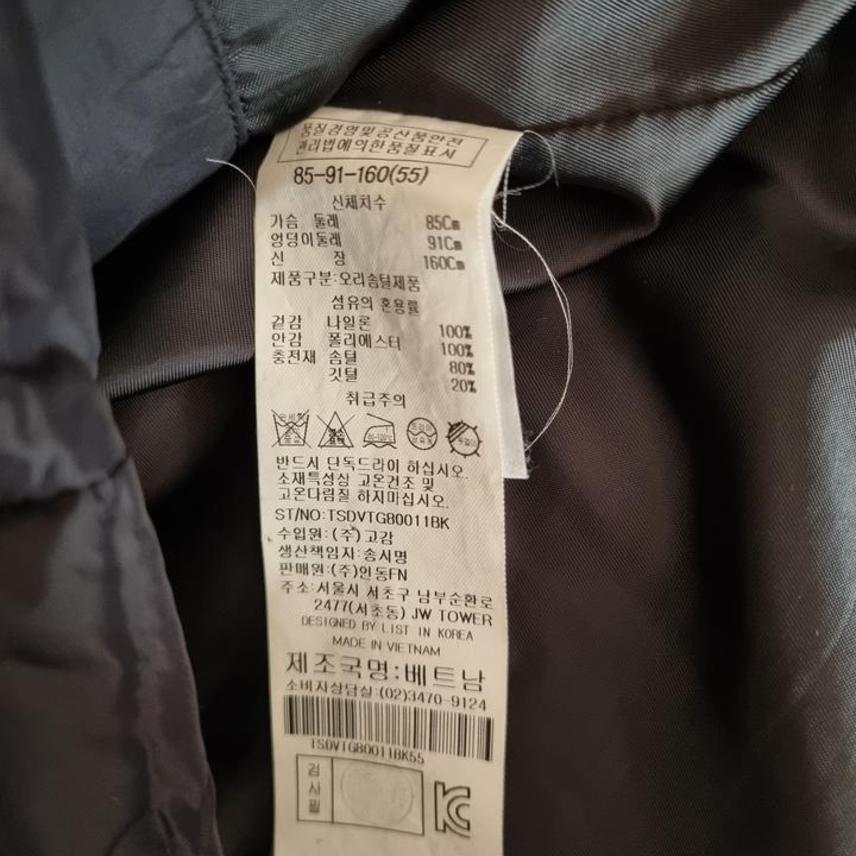 품질경영및공산품안전
관리법에의한품질표시
85-91-160(55)
신체치수
가슴 둘레 85Cm
엉덩이둘레 91Cm
신 장 160Cm
제품구분:오리솜털제품
섬유의 혼용률
겉감 나일론 100%
안감 폴리에스터 100%
충전재 솜털 80%
깃털 20%
취급주의
반드시 단독드라이 하십시오.
소재특성상 고온건조 및
고온다림질 하지마십시오.
ST/NO:TSDVTG80011BK
수입원:(주)고감
생산책임자:송시명
판매원:(주)인동FN
주소:서울시 서초구 남부순환로
2477(서초동) JW TOWER
DESIGNED BY LIST IN KOREA
MADE IN VIETNAM
제조국명:베트남
소비자상담실:(02)3470-9124
TSDVTG80011BK55
검사필